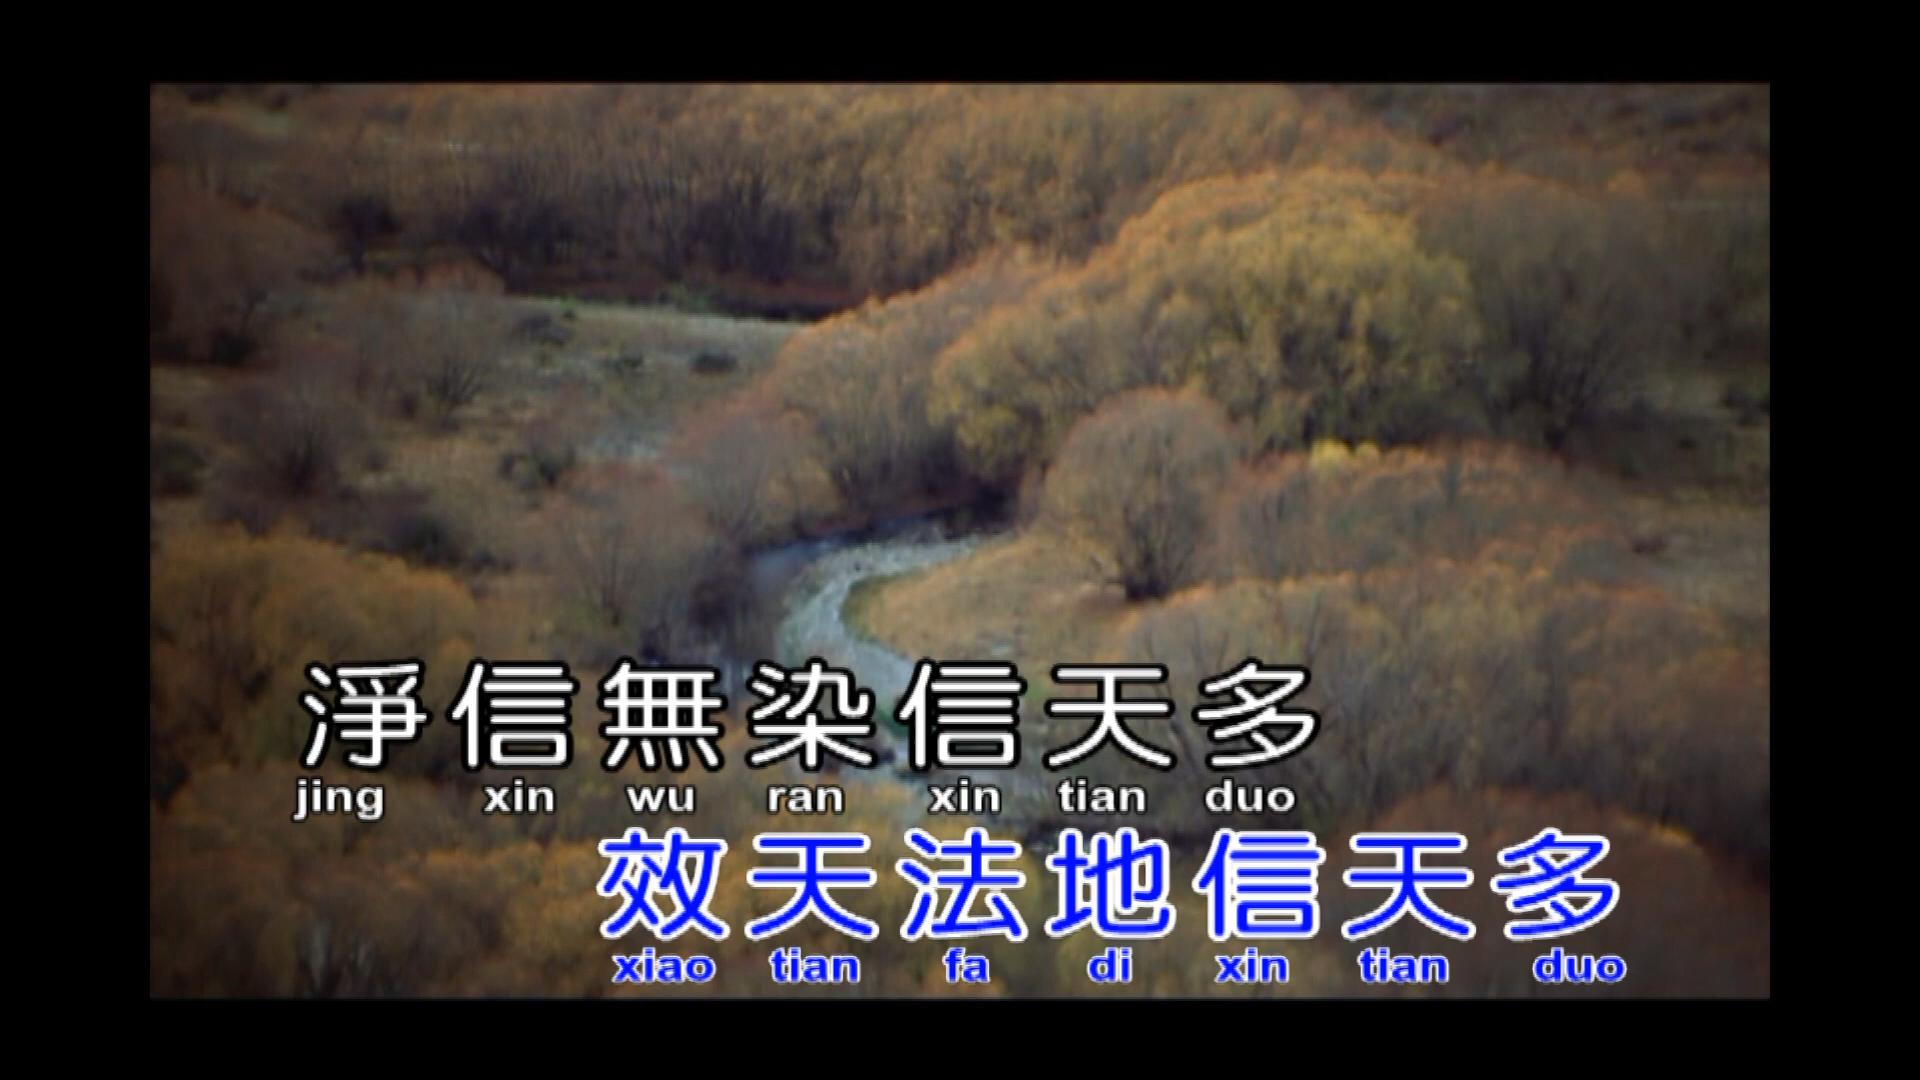 淨信無染信天多
jing xin wu ran xin tian duo
效天法地信天多
xiao tian fa di xin tian duo